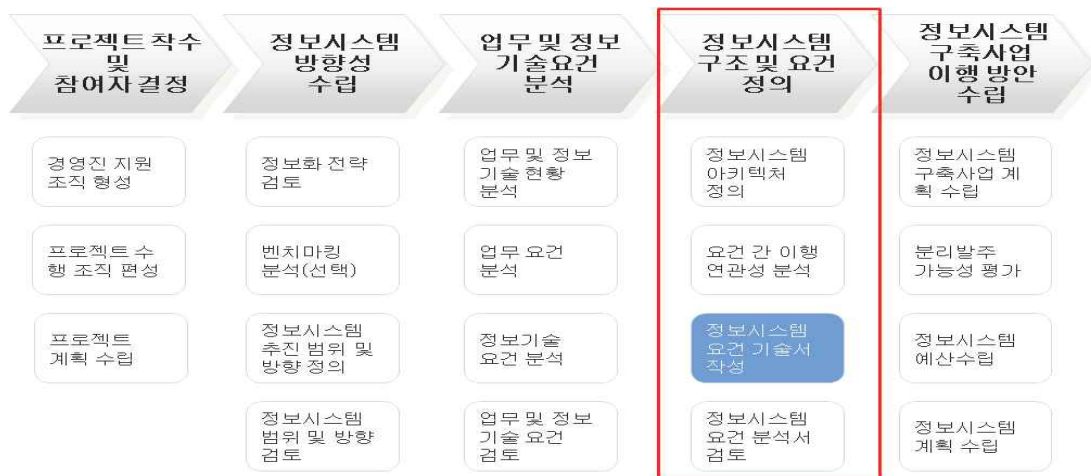 프로젝트 착수
및
참여자 결정
정보시스템
방향성
수립
업무 및 정보
기술요건
분석
정보시스템
구조 및 요건
정의
정보시스템
구축사업
이행 방안
수립
경영진 지원
조직 형성
프로젝트 수
행 조직 편성
프로젝트
계획 수립
정보화 전략
검토
벤치마킹
분석(선택)
정보시스템
추진 범위 및
방향 정의
정보시스템
범위 및 방향
검토
업무 및 정보
기술 현황
분석
업무 요건
분석
정보기술
요건 분석
업무 및 정보
기술 요건
검토
정보시스템
아키텍처
정의
요건 간 이행
연관성 분석
정보시스템
요건 기술서
작성
정보시스템
요건 분석서
검토
정보시스템
구축사업 계
획 수립
분리발주
가능성 평가
정보시스템
예산수립
정보시스템
계획 수립